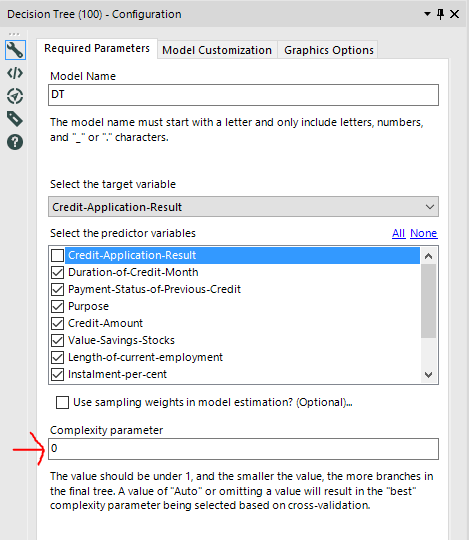 Decision Tree (100) - Configuration
Required Parameters Model Customization Graphics Options
Model Name
DT
The model name must start with a letter and only include letters, numbers,
and "_" or "." characters.
Select the target variable
Credit-Application-Result
Select the predictor variables All None
Credit-Application-Result
Duration-of-Credit-Month
Payment-Status-of-Previous-Credit
Purpose
Credit-Amount
Value-Savings-Stocks
Length-of-current-employment
Instalment-per-cent
Use sampling weights in model estimation? (Optional)...
Complexity parameter
0
The value should be under 1, and the smaller the value, the more branches in
the final tree. A value of "Auto" or omitting a value will result in the "best"
complexity parameter being selected based on cross-validation.